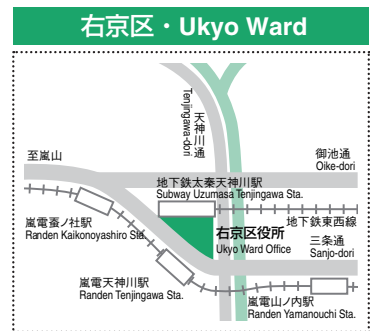 右京区・Ukyo Ward
天神川通
Tenjingawa-dori
至嵐山
御池通
Oike-dori
地下鉄太秦天神川駅
Subway Uzumasa Tenjingawa Sta.
嵐電蚕ノ社駅
Randen Kaikonoyashiro Sta.
地下鉄東西線
右京区役所
Ukyo Ward Office
三条通
Sanjo-dori
嵐電天神川駅
Randen Tenjingawa Sta.
嵐電山ノ内駅
Randen Yamanouchi Sta.